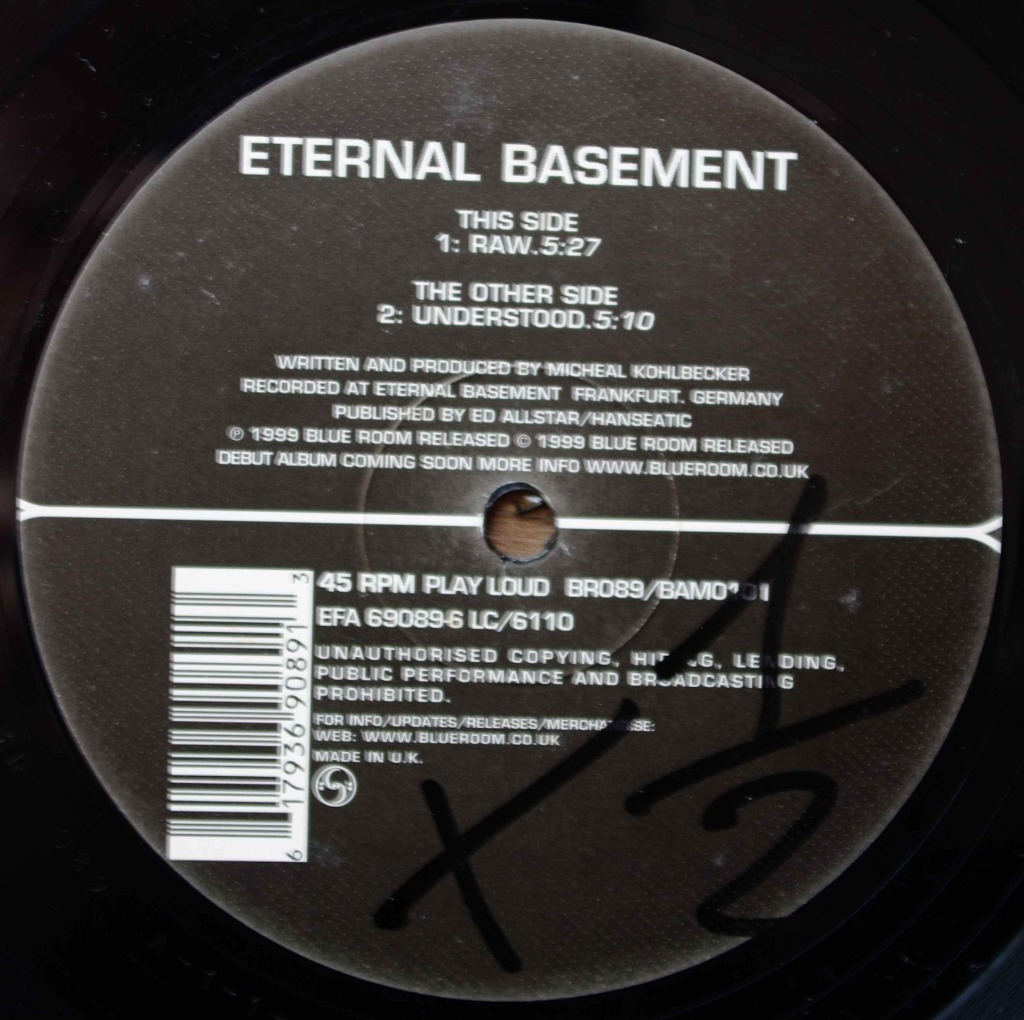 ETERNAL BASEMENT
THIS SIDE
1: RAW.5:27
THE OTHER SIDE
2: UNDERSTOOD.5:10
WRITTEN AND PRODUCED BY MICHEAL KOHLBECKER
RECORDED AT ETERNAL BASEMENT FRANKFURT. GERMANY
PUBLISHED BY ED ALLSTAR/HANSEATIC
℗ 1999 BLUE ROOM RELEASED © 1999 BLUE ROOM RELEASED
DEBUT ALBUM COMING SOON MORE INFO WWW.BLUEROOM.CO.UK
45 RPM PLAY LOUD BR089/BAM0101
EFA 69089-6 LC/6110
UNAUTHORISED COPYING, HIRING, LENDING,
PUBLIC PERFORMANCE AND BROADCASTING
PROHIBITED.
FOR INFO/UPDATES/RELEASES/MERCHANDISE:
WEB: WWW.BLUEROOM.CO.UK
MADE IN U.K.
6 17936 90891 3